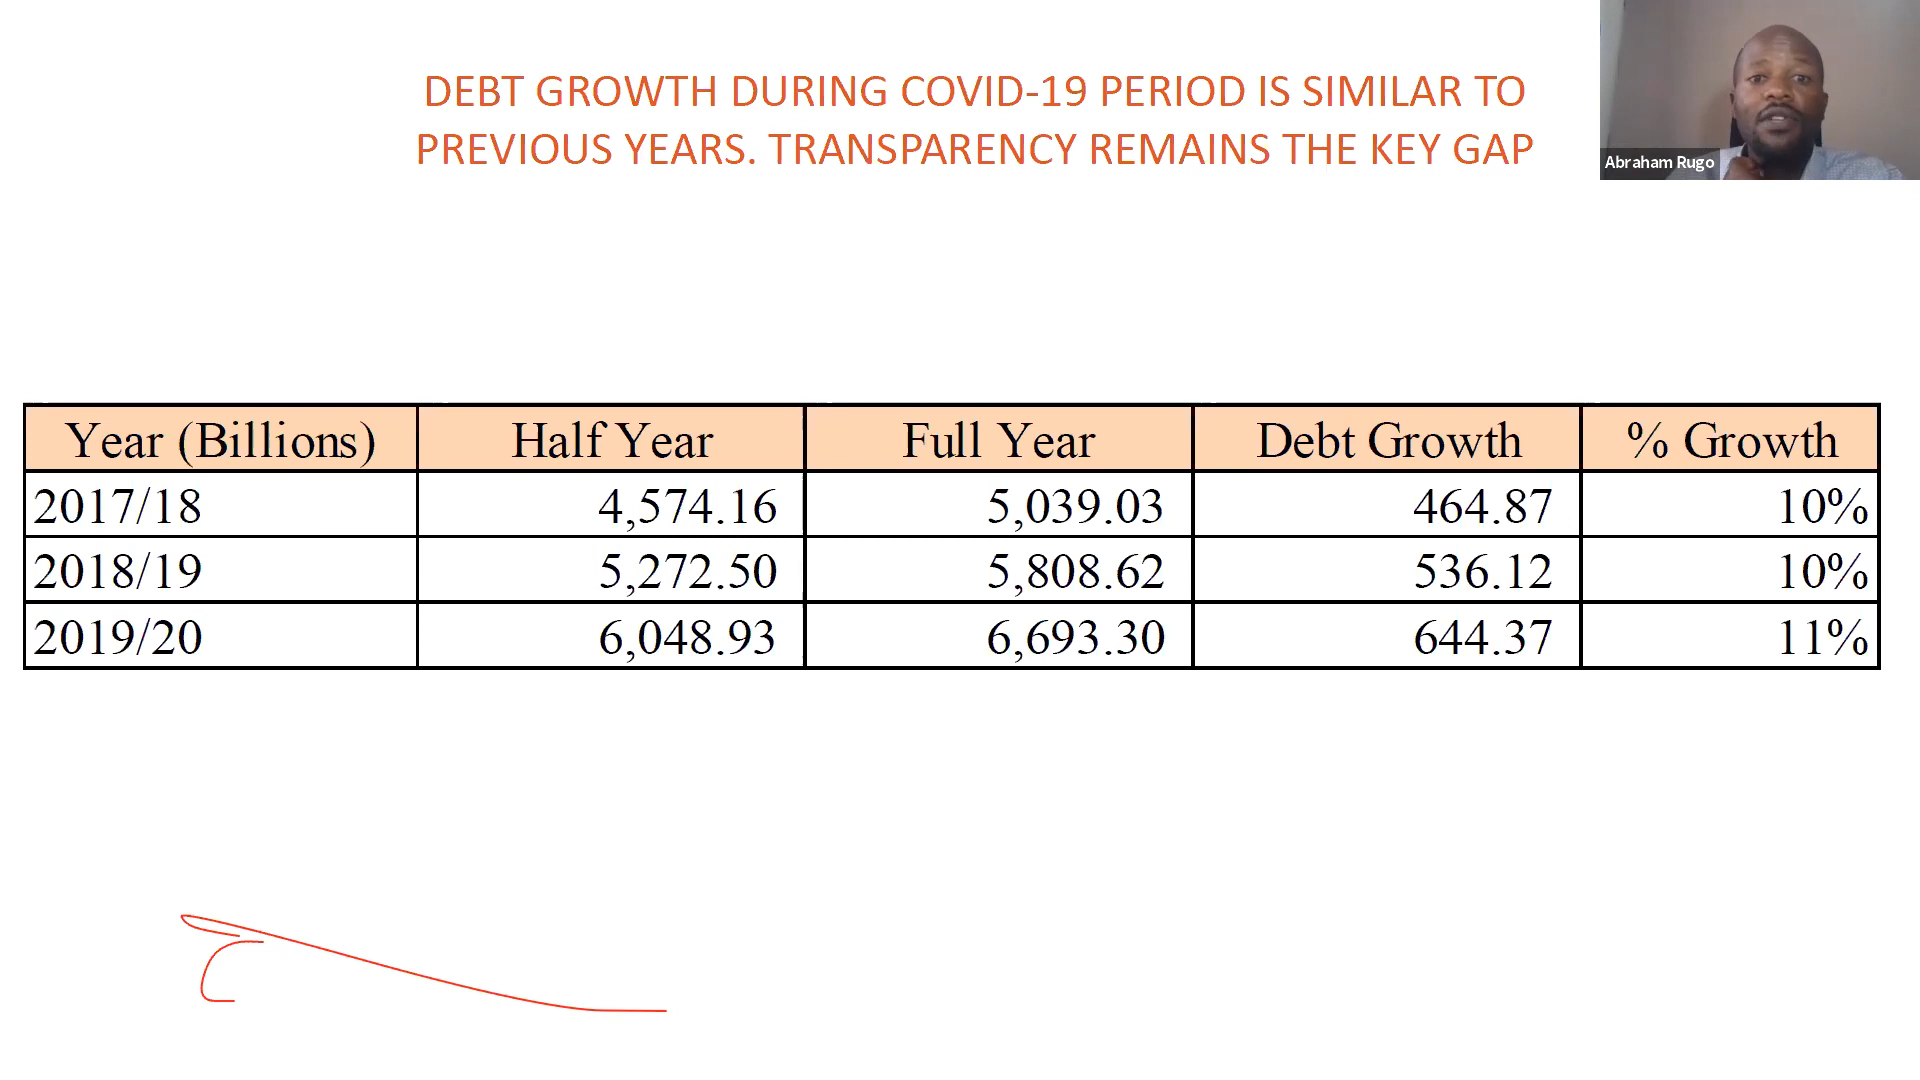 DEBT GROWTH DURING COVID-19 PERIOD IS SIMILAR TO
PREVIOUS YEARS. TRANSPARENCY REMAINS THE KEY GAP
Abraham Rugo
Year (Billions) Half Year Full Year Debt Growth % Growth
2017/18 4,574.16 5,039.03 464.87 10%
2018/19 5,272.50 5,808.62 536.12 10%
2019/20 6,048.93 6,693.30 644.37 11%